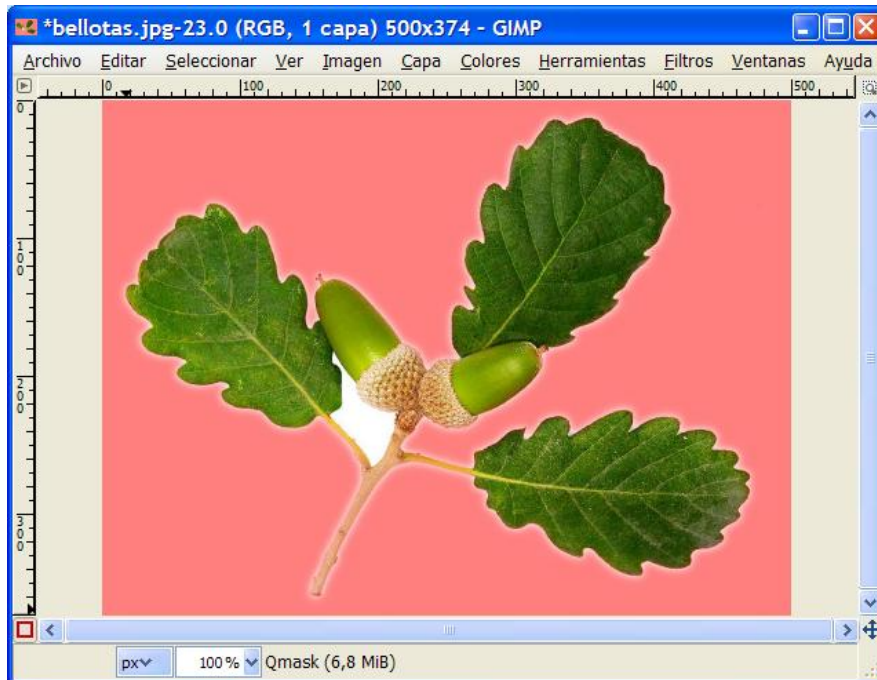 *bellotas.jpg-23.0 (RGB, 1 capa) 500x374 - GIMP
Archivo Editar Seleccionar Ver Imagen Capa Colores Herramientas Filtros Ventanas Ayuda
0 100 200 300 400 500
0
100
200
300
px 100 % Qmask (6,8 MiB)